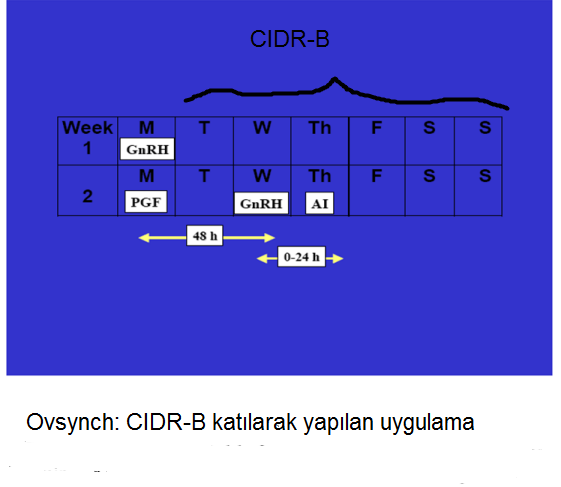 CIDR-B
Week M T W Th F S S
1 GnRH
M T W Th F S S
2 PGF GnRH AI
48 h
0-24 h
Ovsynch: CIDR-B katılarak yapılan uygulama